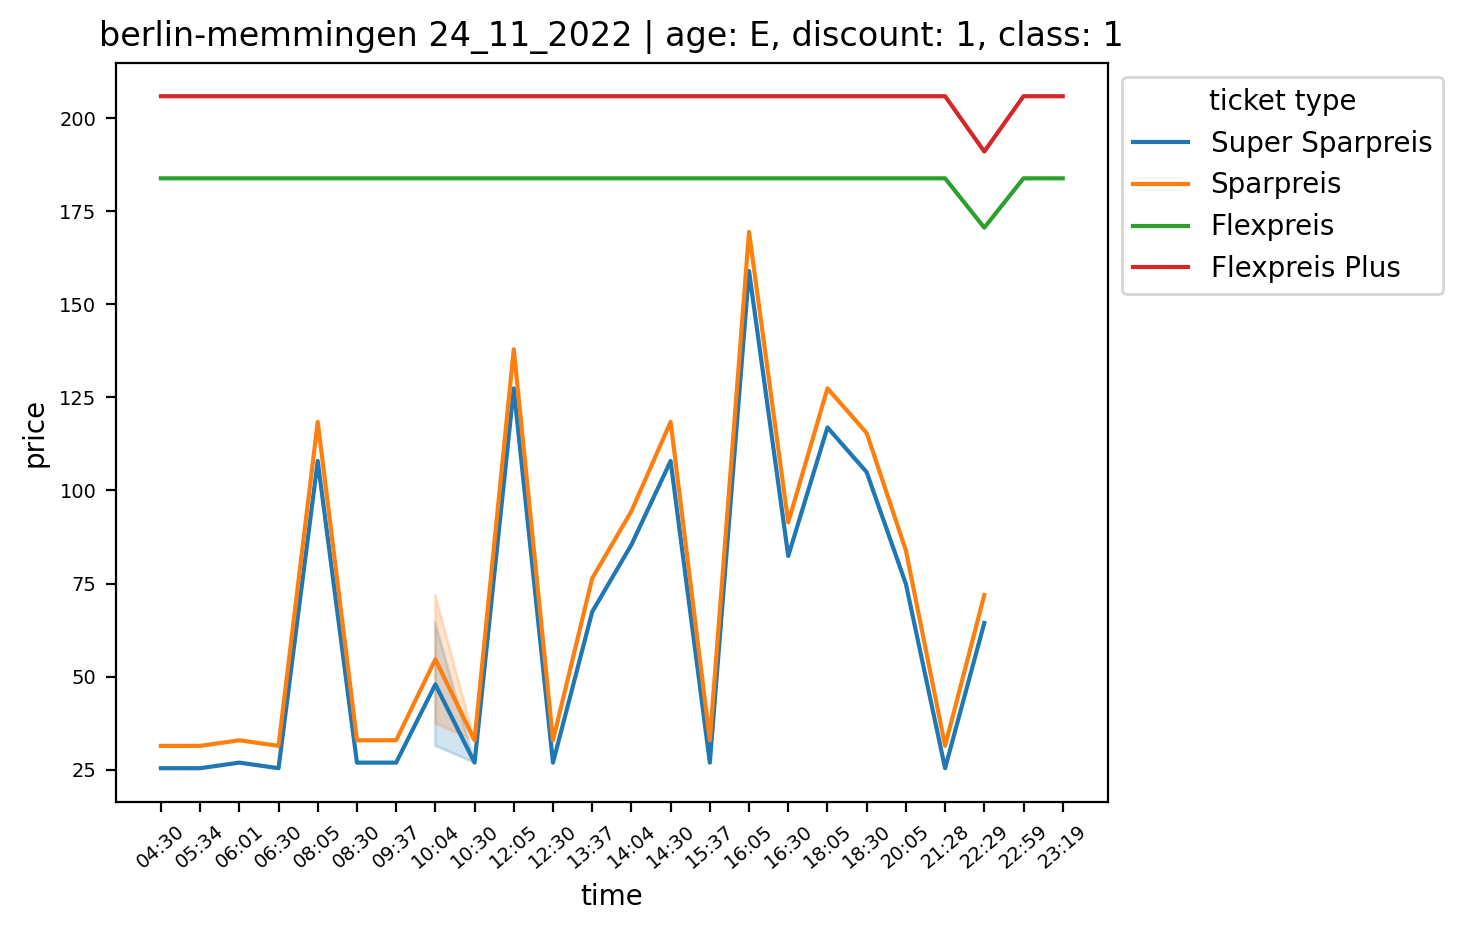 berlin-memmingen 24_11_2022 | age: E, discount: 1, class: 1
ticket type
Super Sparpreis
Sparpreis
Flexpreis
Flexpreis Plus
price
200
175
150
125
100
75
50
25
04:30 05:34 06:01 06:30 08:05 08:30 09:37 10:04 10:30 12:05 12:30 13:37 14:04 14:30 15:37 16:05 16:30 18:05 18:30 20:05 21:28 22:29 22:59 23:19
time